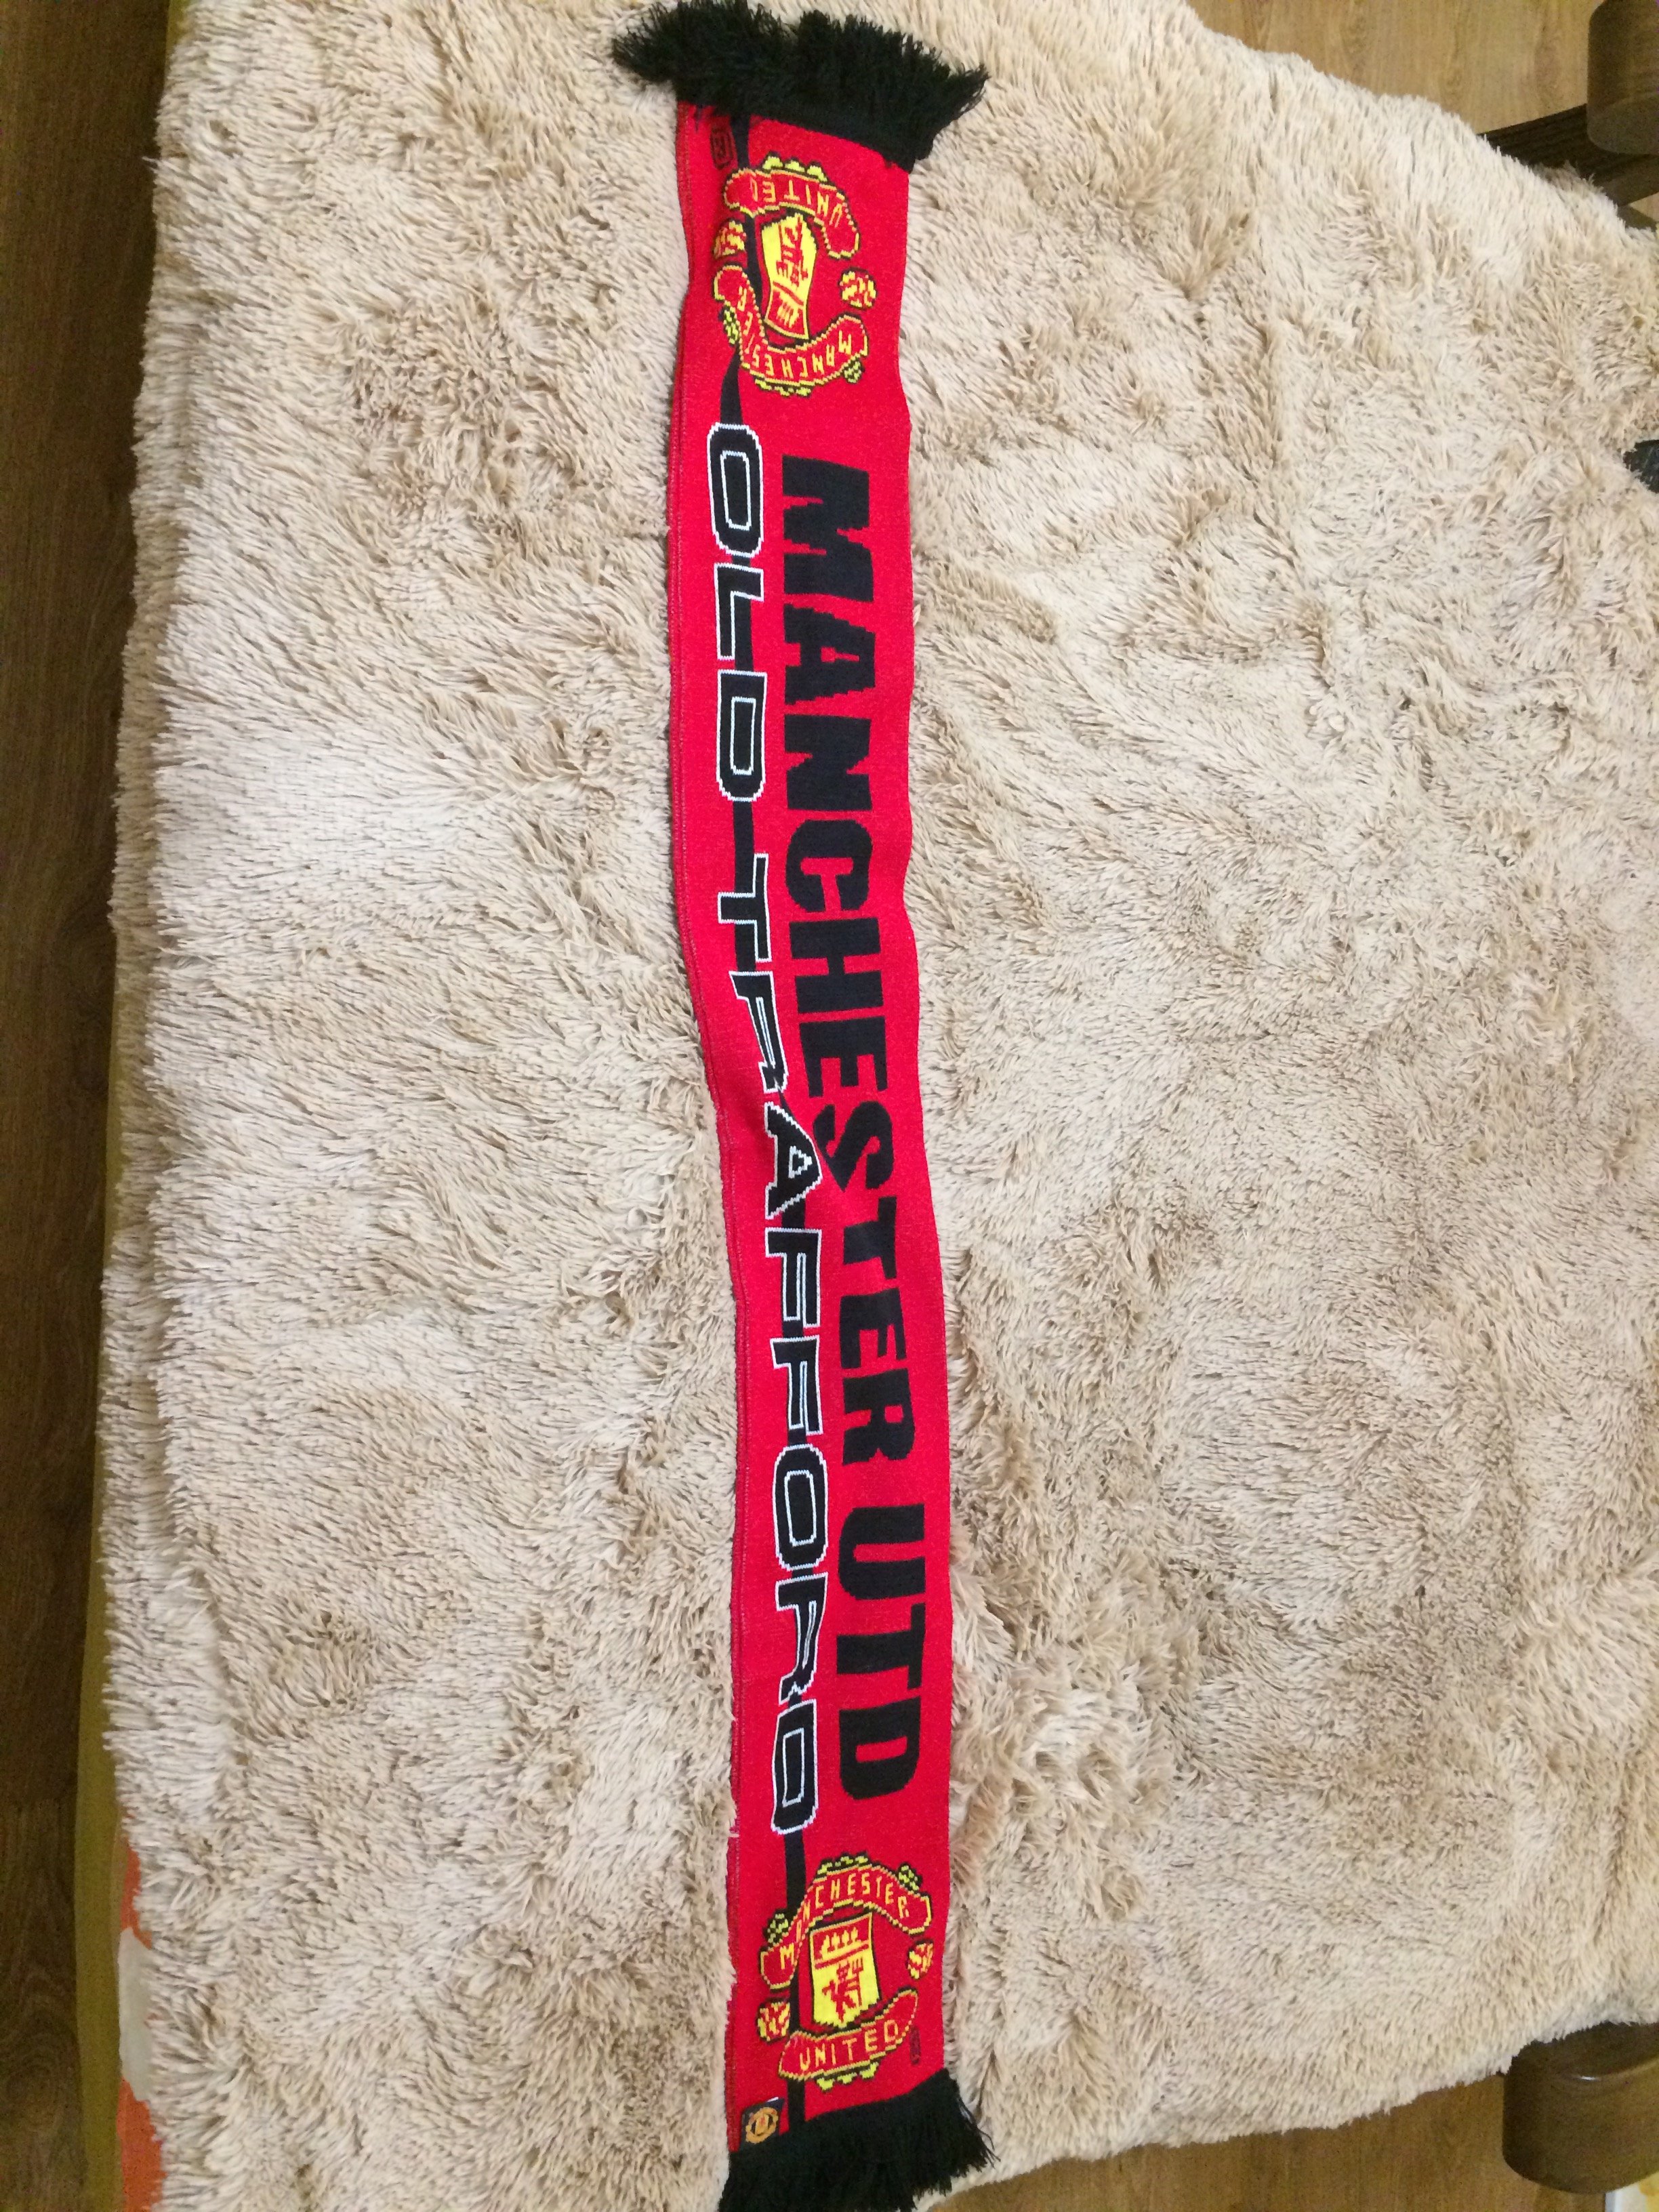 UNITED
MANCHESTER
MANCHESTER UTD
OLD TRAFFORD
MANCHESTER
UNITED